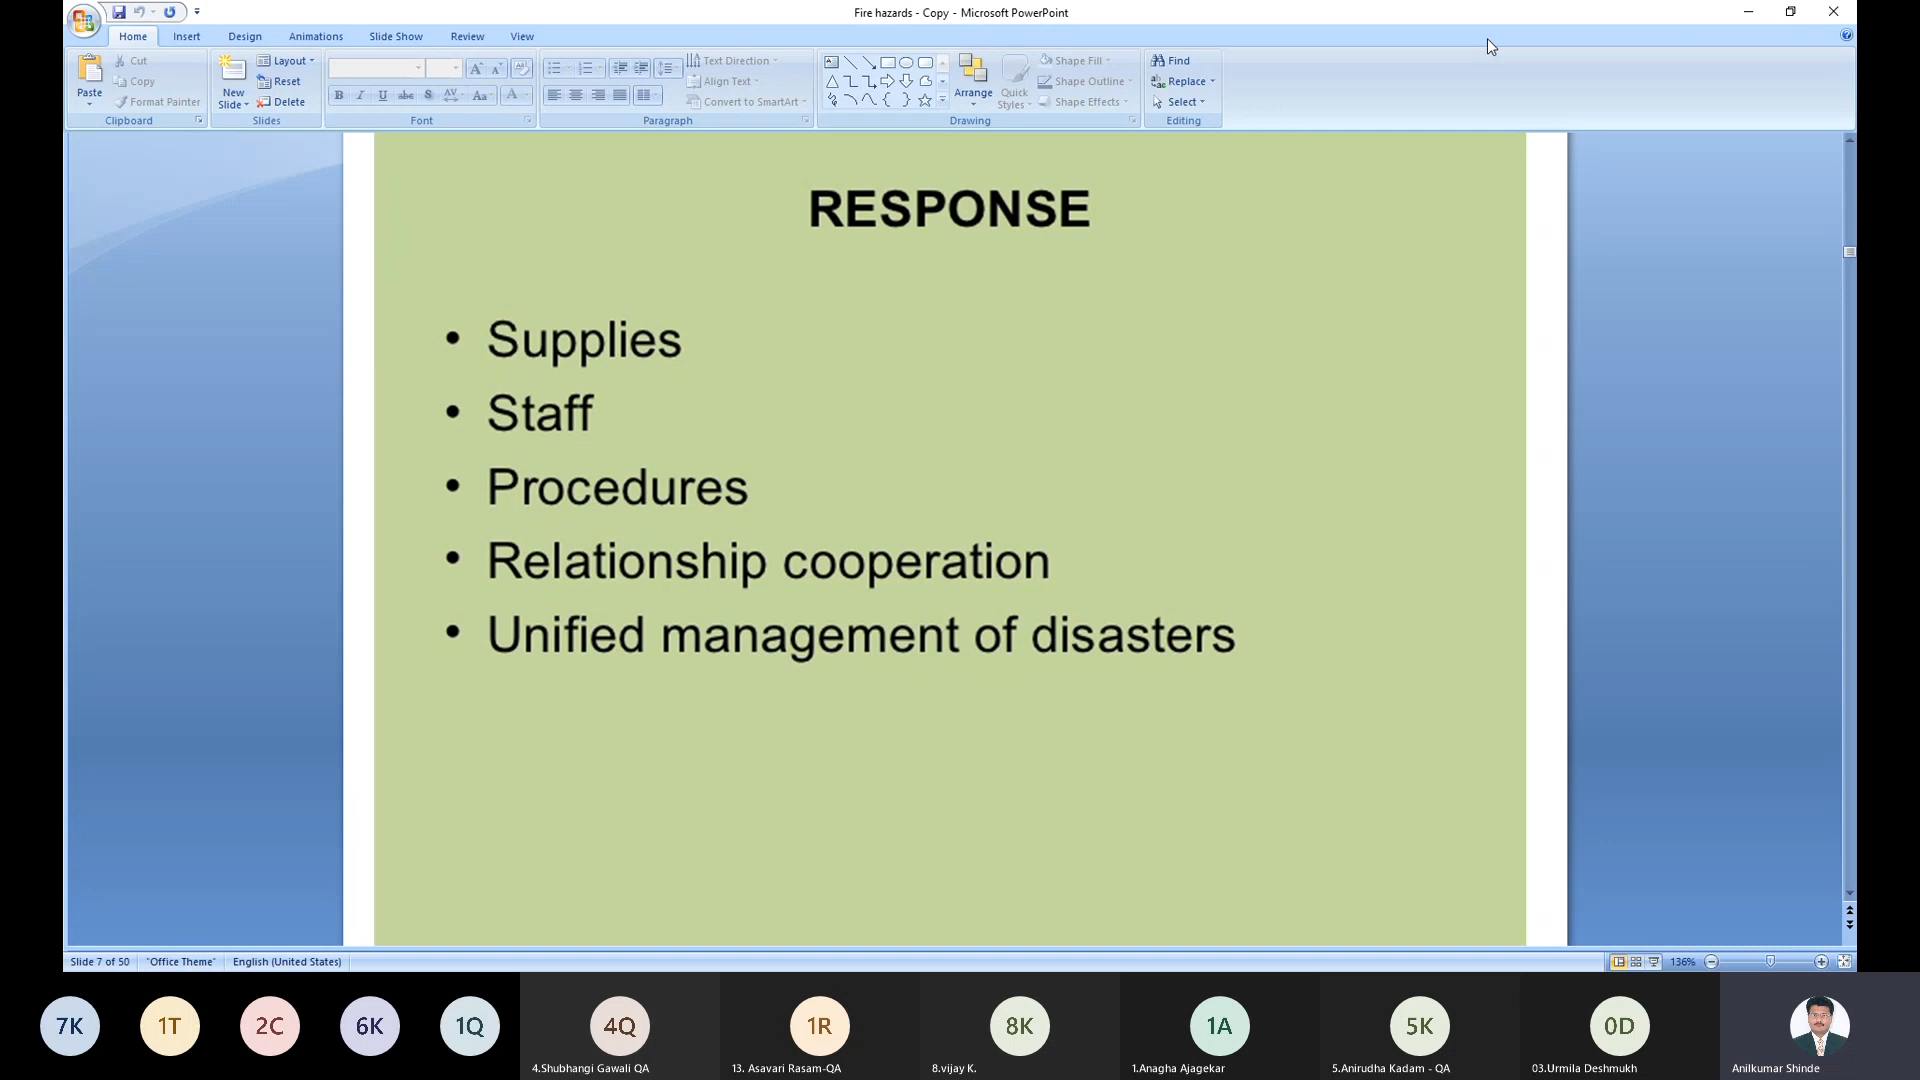 Fire hazards - Copy - Microsoft PowerPoint
Home Insert Design Animations Slide Show Review View
Paste
Cut
Copy
Format Painter
Clipboard
New Slide
Layout
Reset
Delete
Slides
B I U abc S AV Aa A
Font
Text Direction
Align Text
Convert to SmartArt
Paragraph
Arrange
Quick Styles
Shape Fill
Shape Outline
Shape Effects
Drawing
Find
Replace
Select
Editing
RESPONSE
• Supplies
• Staff
• Procedures
• Relationship cooperation
• Unified management of disasters
Slide 7 of 50 "Office Theme" English (United States) 136%
7K 1T 2C 6K 1Q 4Q 1R 8K 1A 5K 0D
4.Shubhangi Gawali QA 13. Asavari Rasam-QA 8.vijay K. 1.Anagha Ajagekar 5.Anirudha Kadam - QA 03.Urmila Deshmukh Anilkumar Shinde